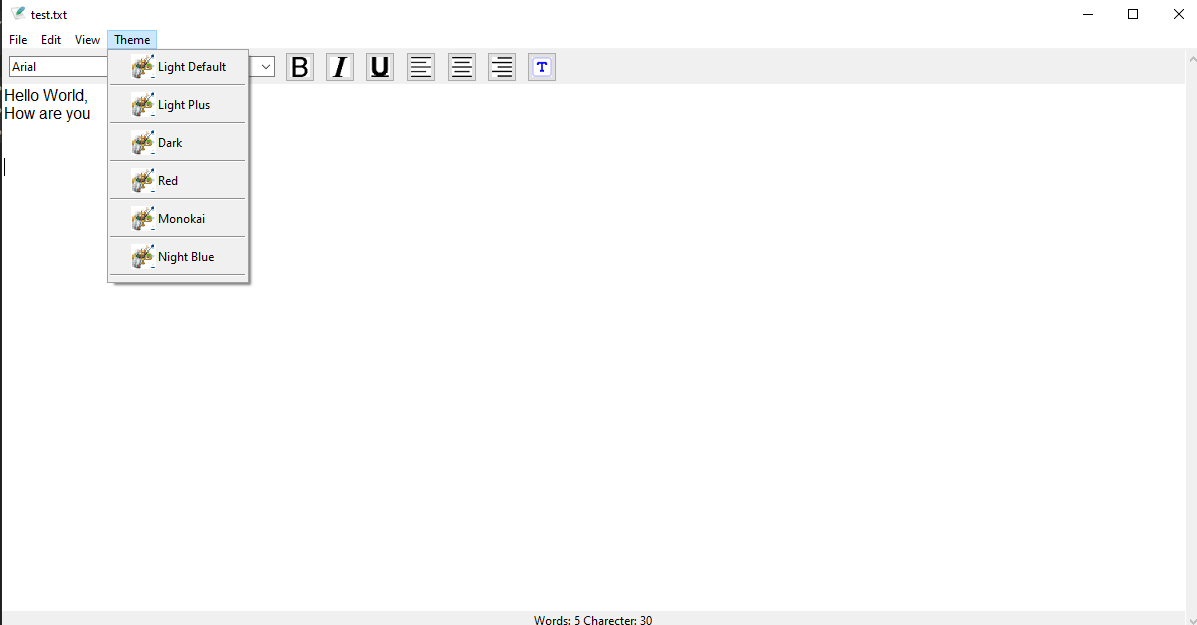 test.txt
File Edit View Theme
Arial
B I U T
Light Default
Light Plus
Dark
Red
Monokai
Night Blue
Hello World,
How are you
Words: 5 Charecter: 30